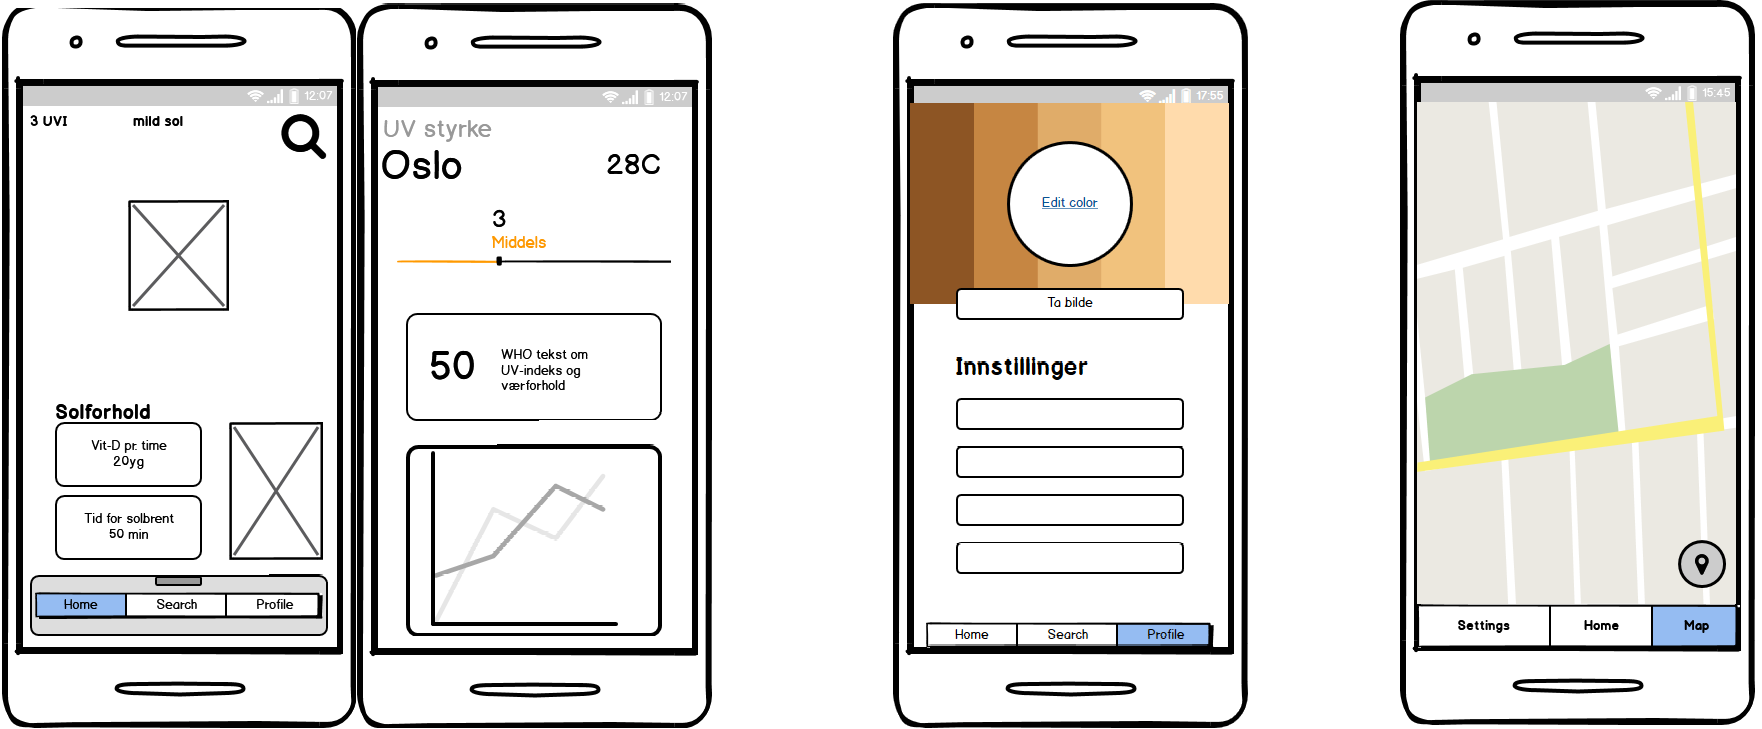 12:07
3 UVI mild sol
Solforhold
Vit-D pr. time
20yg
Tid for solbrent
50 min
Home Search Profile
12:07
UV styrke
Oslo 28C
3
Middels
50
WHO tekst om
UV-indeks og
værforhold
17:55
Edit color
Ta bilde
Innstillinger
Home Search Profile
15:45
Settings Home Map